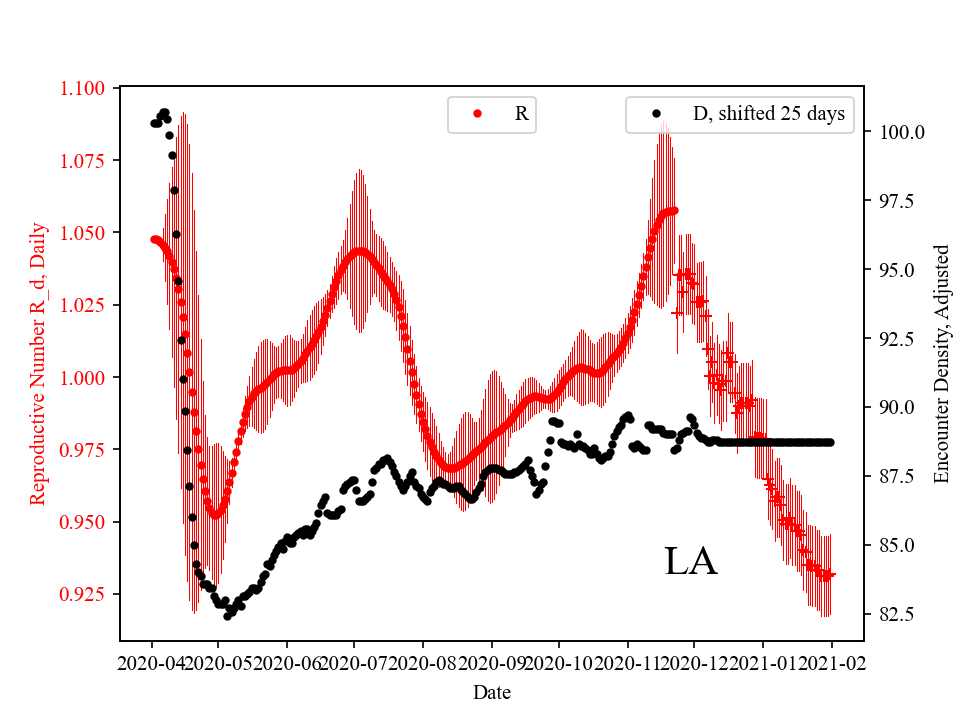 R
D, shifted 25 days
Reproductive Number R_d, Daily
1.100
1.075
1.050
1.025
1.000
0.975
0.950
0.925
100.0
97.5
95.0
92.5
90.0
87.5
85.0
82.5
Encounter Density, Adjusted
LA
2020-04 2020-05 2020-06 2020-07 2020-08 2020-09 2020-10 2020-11 2020-12 2021-01 2021-02
Date